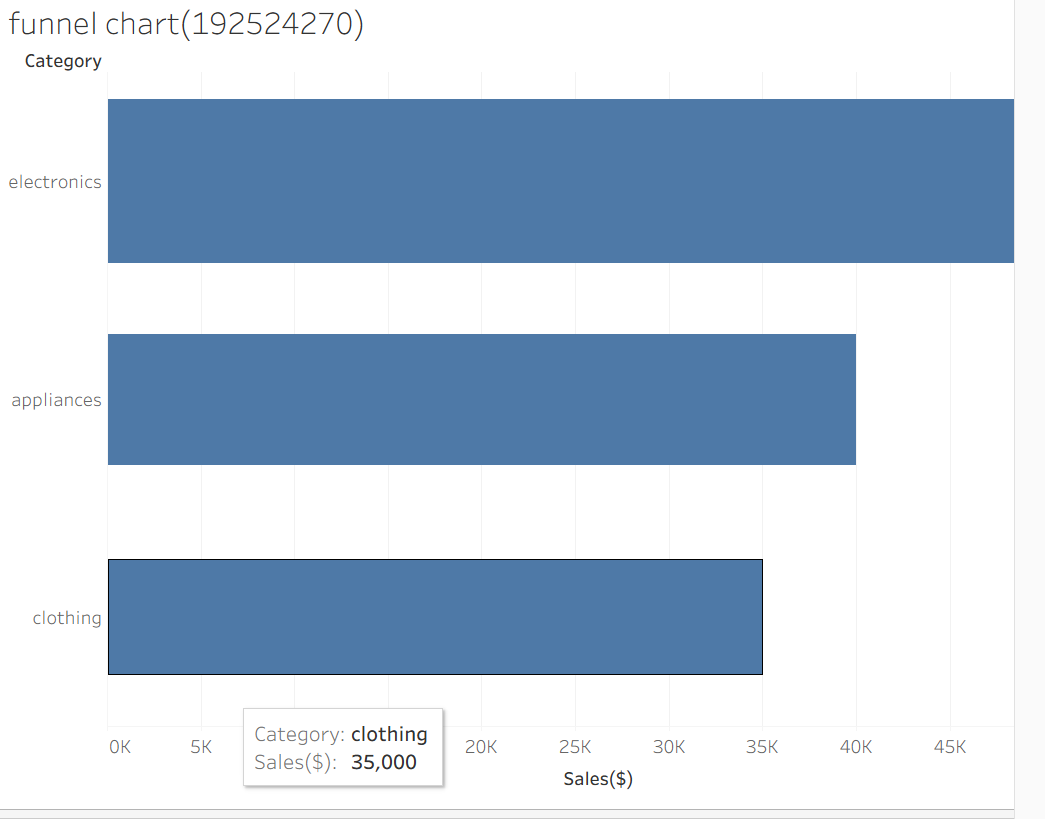 funnel chart(192524270)
Category
electronics
appliances
clothing
Category: clothing
Sales($): 35,000
0K 5K 20K 25K 30K 35K 40K 45K
Sales($)